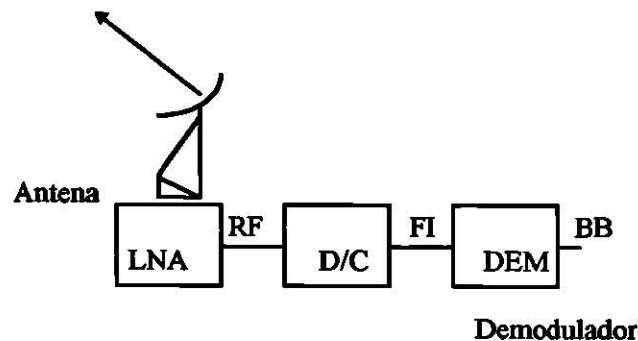 Antena
LNA
RF
D/C
FI
DEM
BB
Demodulador